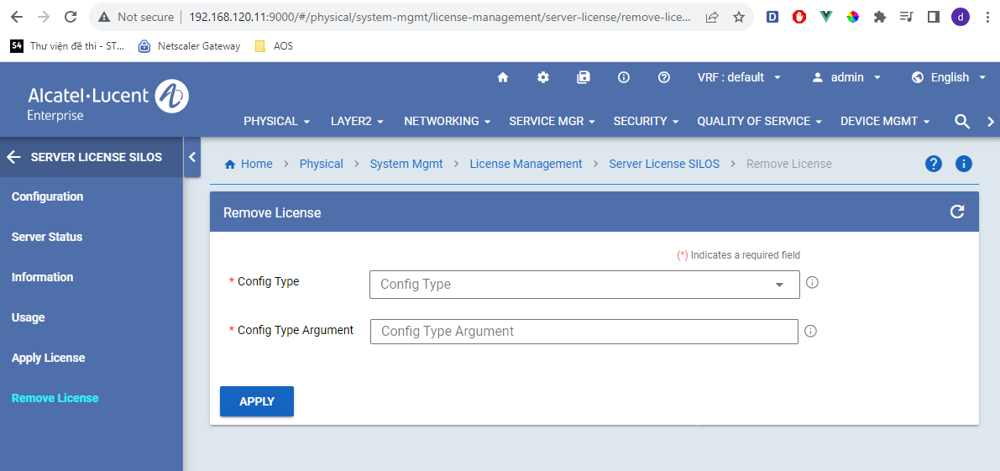 Not secure | 192.168.120.11:9000/#/physical/system-mgmt/license-management/server-license/remove-lice...
S4 Thư viện đề thi - ST... Netscaler Gateway AOS
VRF : default admin English
Alcatel·Lucent
Enterprise
PHYSICAL LAYER2 NETWORKING SERVICE MGR SECURITY QUALITY OF SERVICE DEVICE MGMT
SERVER LICENSE SILOS
Home > Physical > System Mgmt > License Management > Server License SILOS > Remove License
Configuration
Server Status
Information
Usage
Apply License
Remove License
Remove License
(*) Indicates a required field
* Config Type Config Type
* Config Type Argument Config Type Argument
APPLY